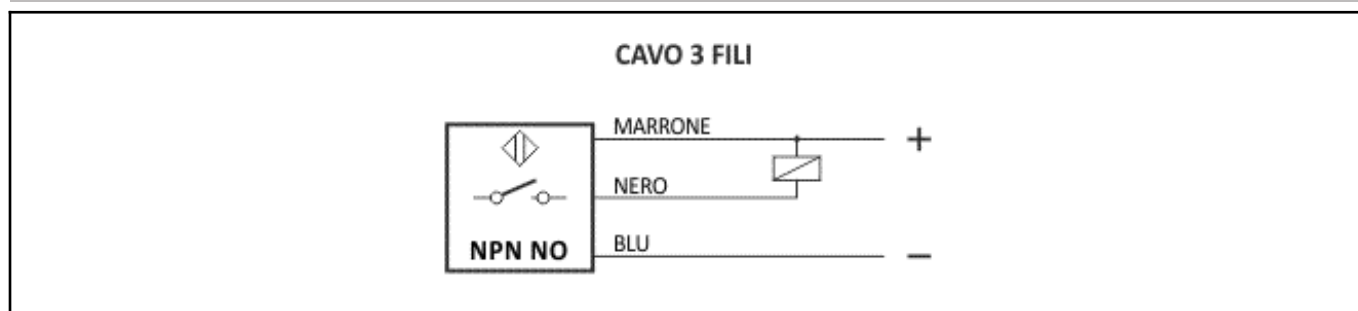 CAVO 3 FILI
MARRONE
+
NERO
NPN NO
BLU
−